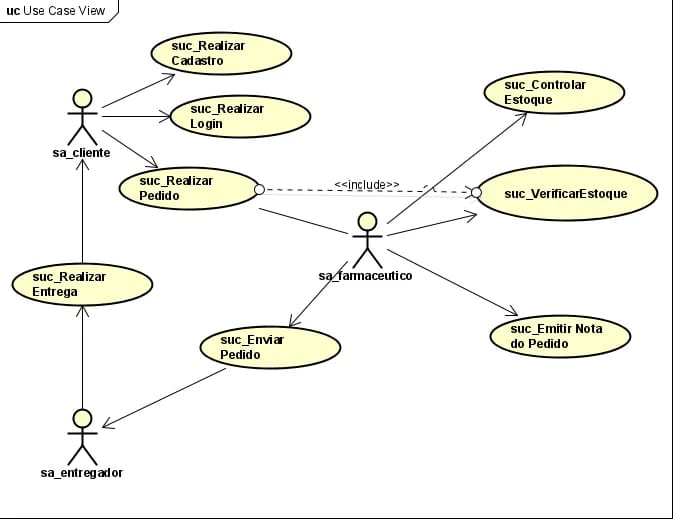 uc Use Case View
suc_Realizar
Cadastro
suc_Controlar
Estoque
suc_Realizar
Login
sa_cliente
suc_Realizar
Pedido
<<include>>
suc_VerificarEstoque
sa_farmaceutico
suc_Realizar
Entrega
suc_Enviar
Pedido
suc_Emitir Nota
do Pedido
sa_entregador